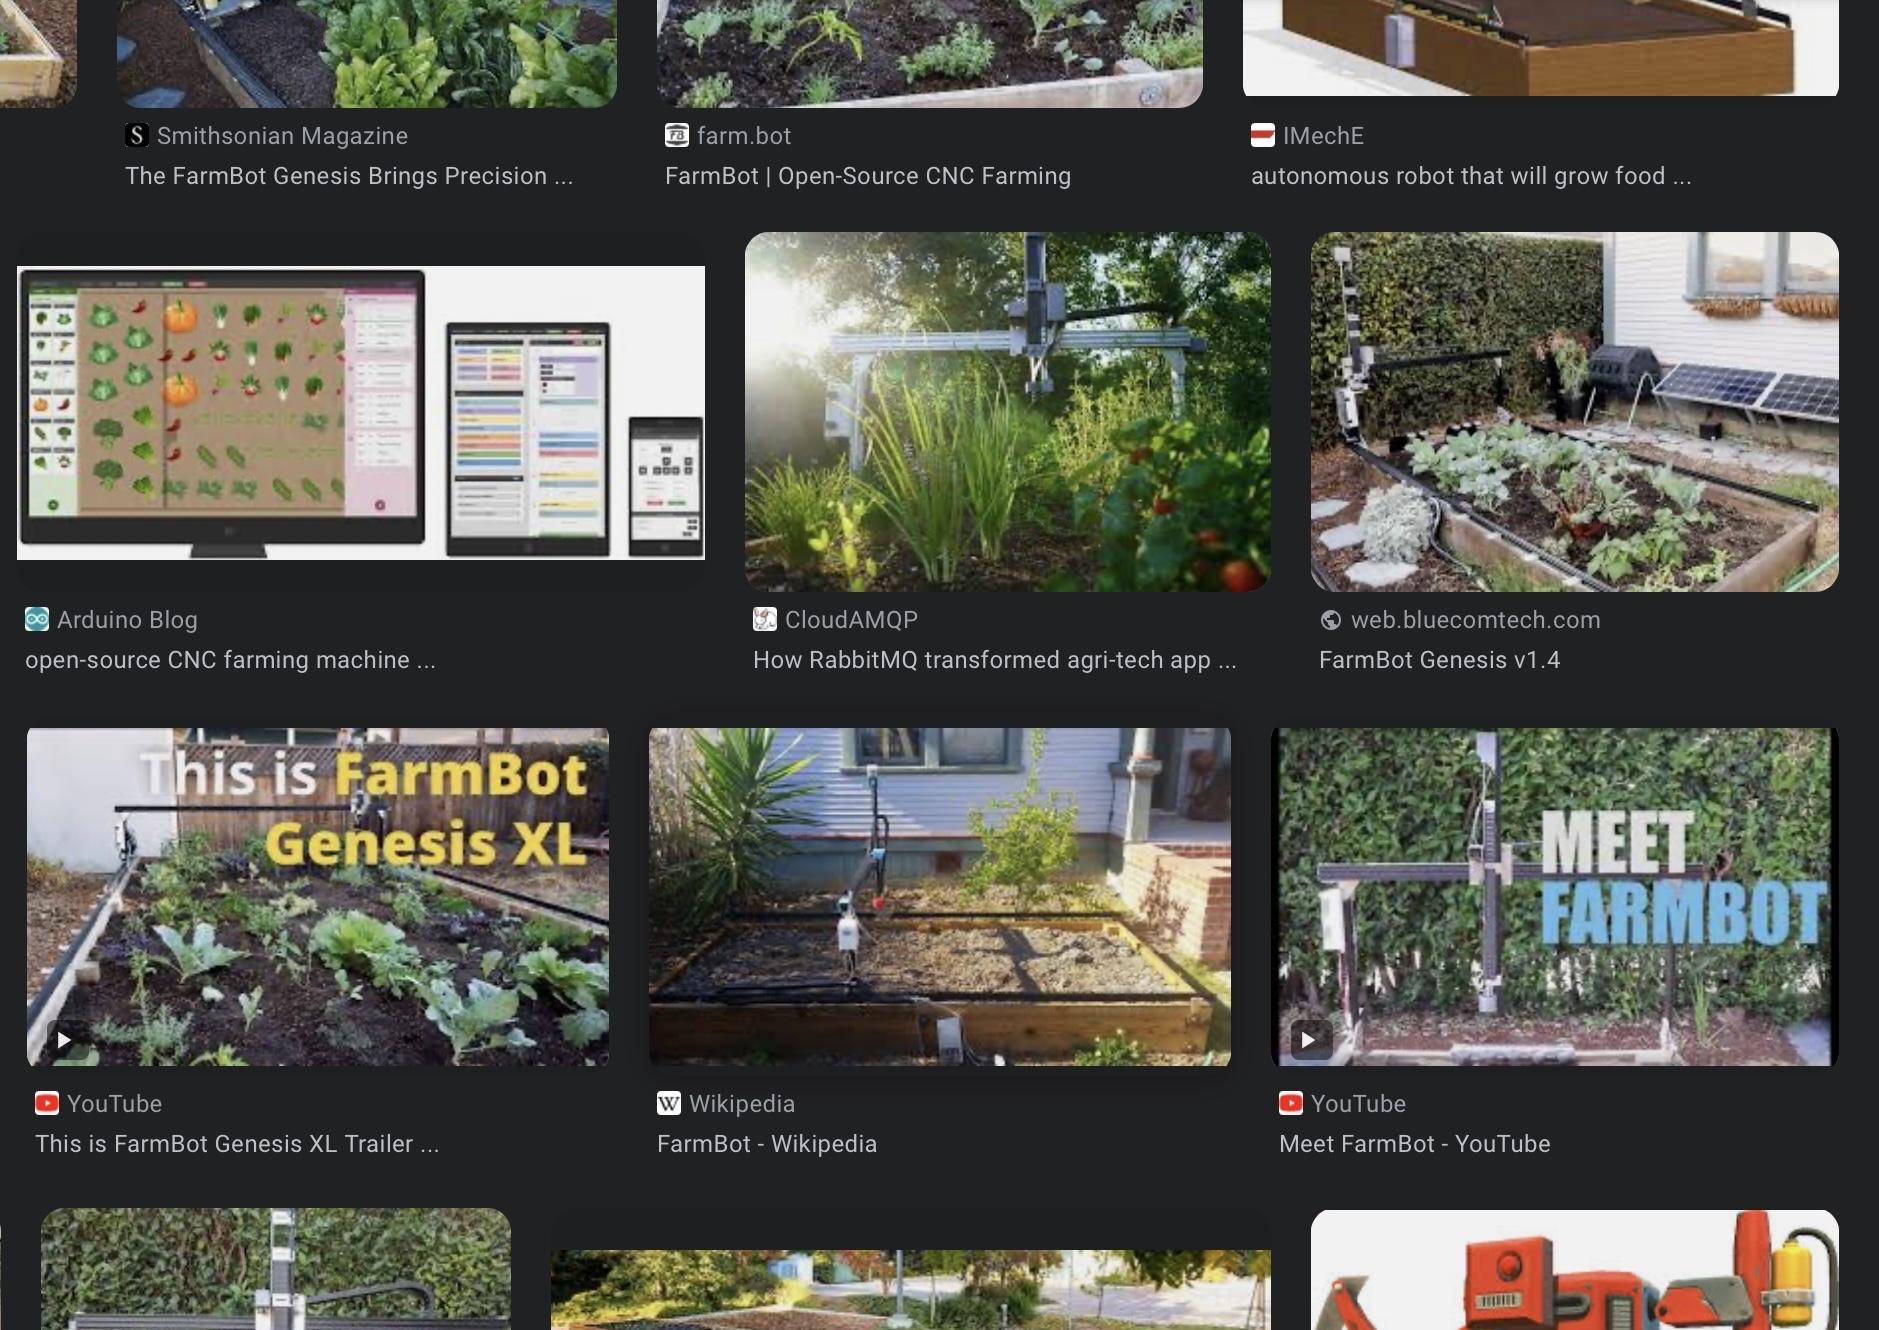 S Smithsonian Magazine
The FarmBot Genesis Brings Precision ...
FB farm.bot
FarmBot | Open-Source CNC Farming
IMechE
autonomous robot that will grow food ...
Arduino Blog
open-source CNC farming machine ...
CloudAMQP
How RabbitMQ transformed agri-tech app ...
web.bluecomtech.com
FarmBot Genesis v1.4
This is FarmBot
Genesis XL
MEET
FARMBOT
YouTube
This is FarmBot Genesis XL Trailer ...
W Wikipedia
FarmBot - Wikipedia
YouTube
Meet FarmBot - YouTube